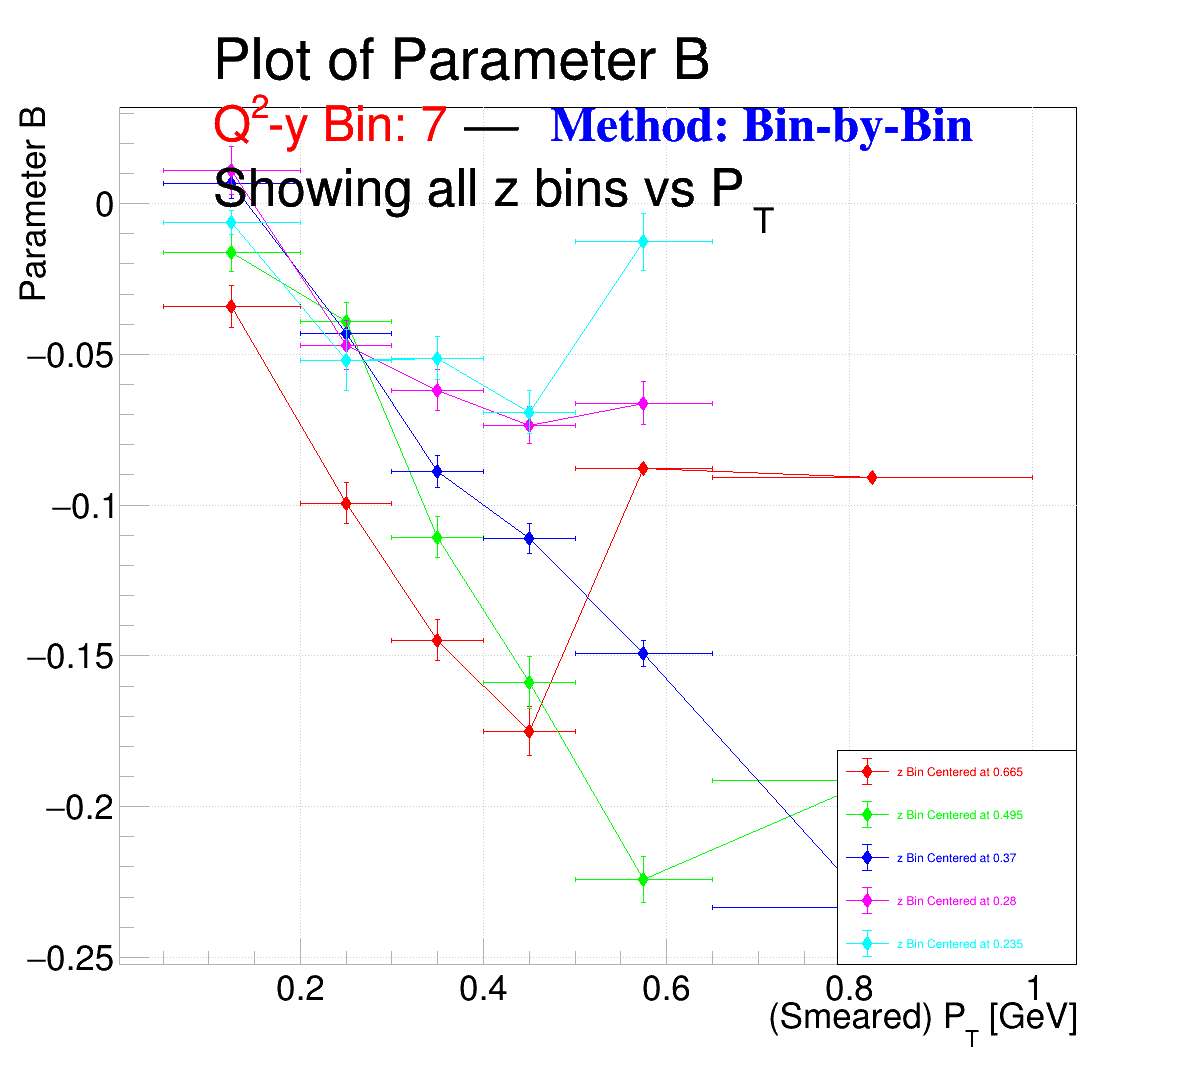 Plot of Parameter B
Q²-y Bin: 7 — Method: Bin-by-Bin
Showing all z bins vs P_T
Parameter B
0
−0.05
−0.1
−0.15
−0.2
−0.25
z Bin Centered at 0.665
z Bin Centered at 0.495
z Bin Centered at 0.37
z Bin Centered at 0.28
z Bin Centered at 0.235
0.2 0.4 0.6 0.8 1
(Smeared) P_T [GeV]